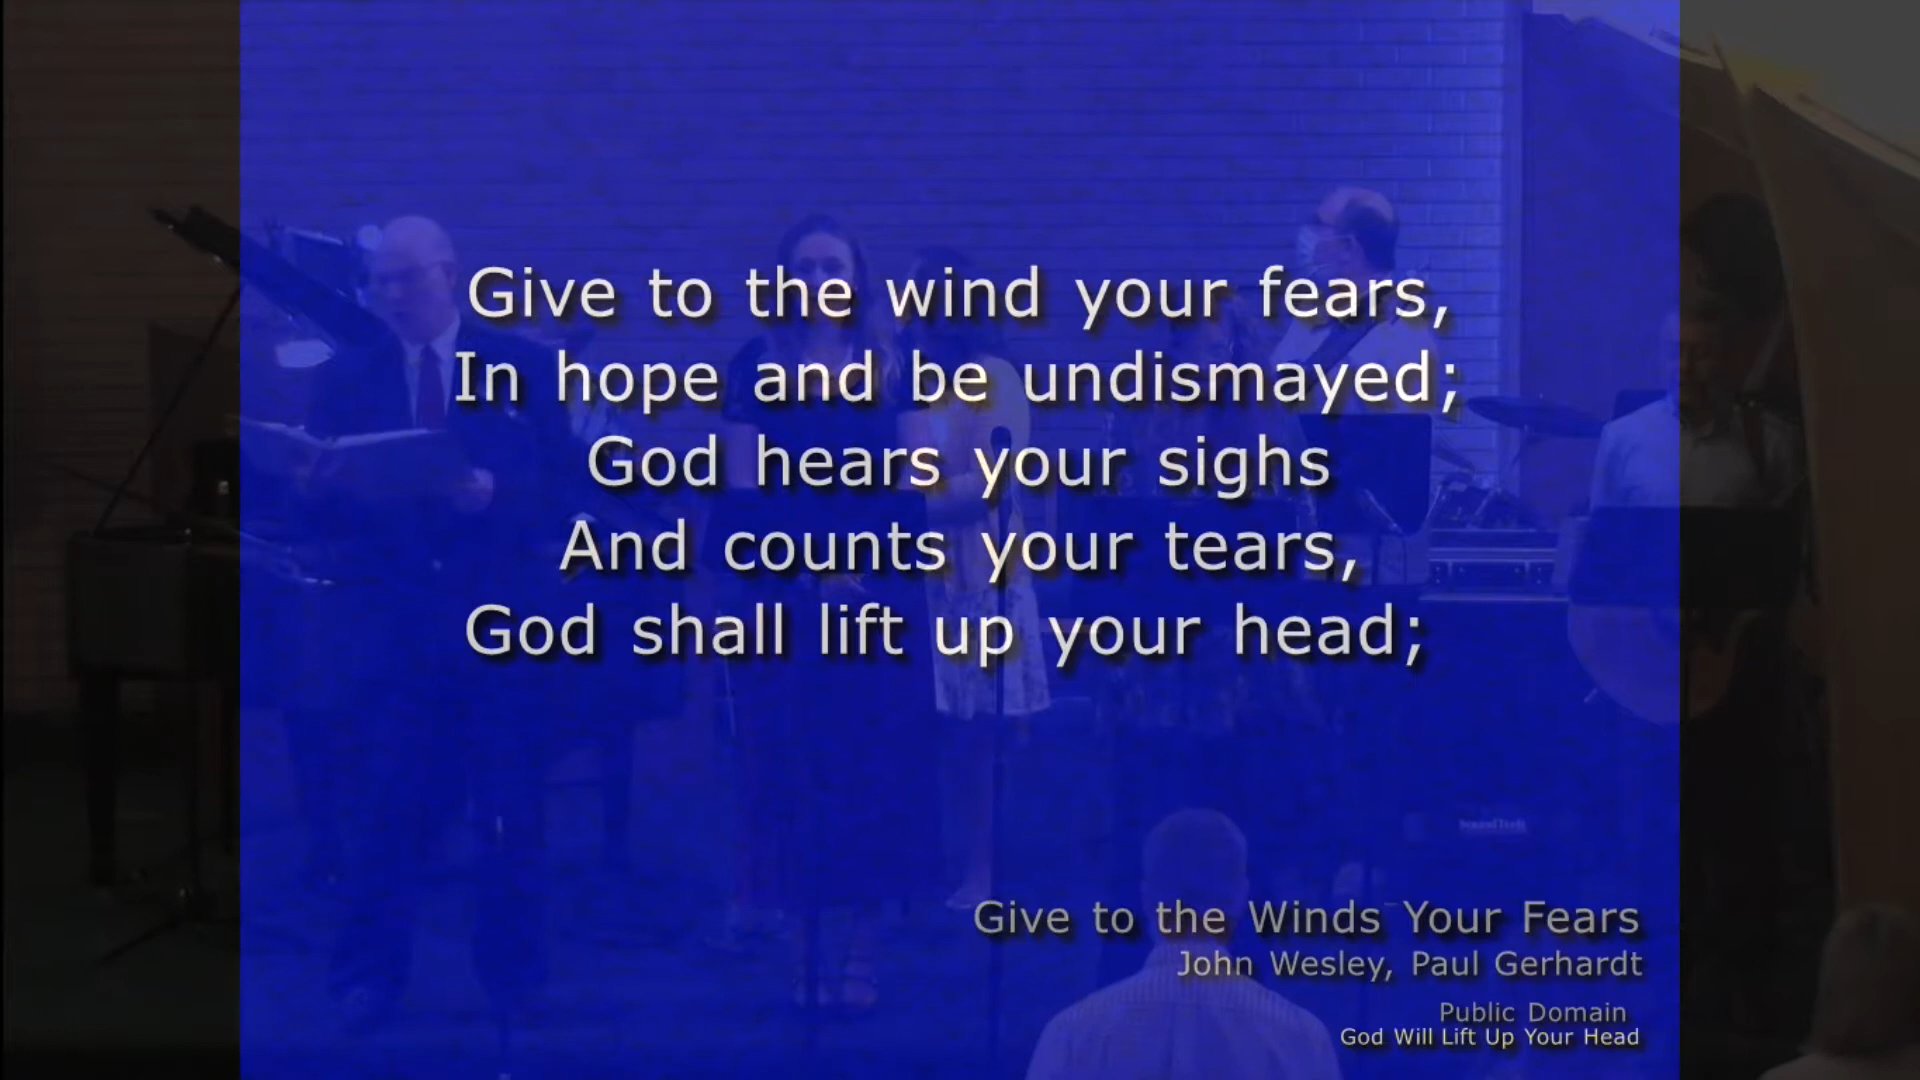 Give to the wind your fears,
In hope and be undismayed;
God hears your sighs
And counts your tears,
God shall lift up your head;
SoundTech
Give to the Winds Your Fears
John Wesley, Paul Gerhardt
Public Domain
God Will Lift Up Your Head